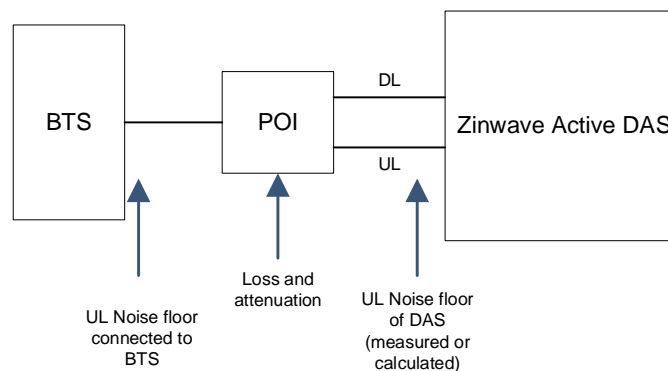 DL
BTS
POI
Zinwave Active DAS
UL
Loss and
attenuation
UL Noise floor
connected to
BTS
UL Noise floor
of DAS
(measured or
calculated)